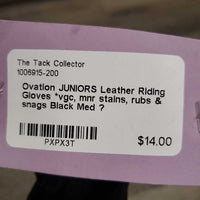 The Tack Collector
1006915-200
Ovation JUNIORS Leather Riding
Gloves *vgc, mnr stains, rubs &
snags Black Med ?
PXPX3T
$14.00